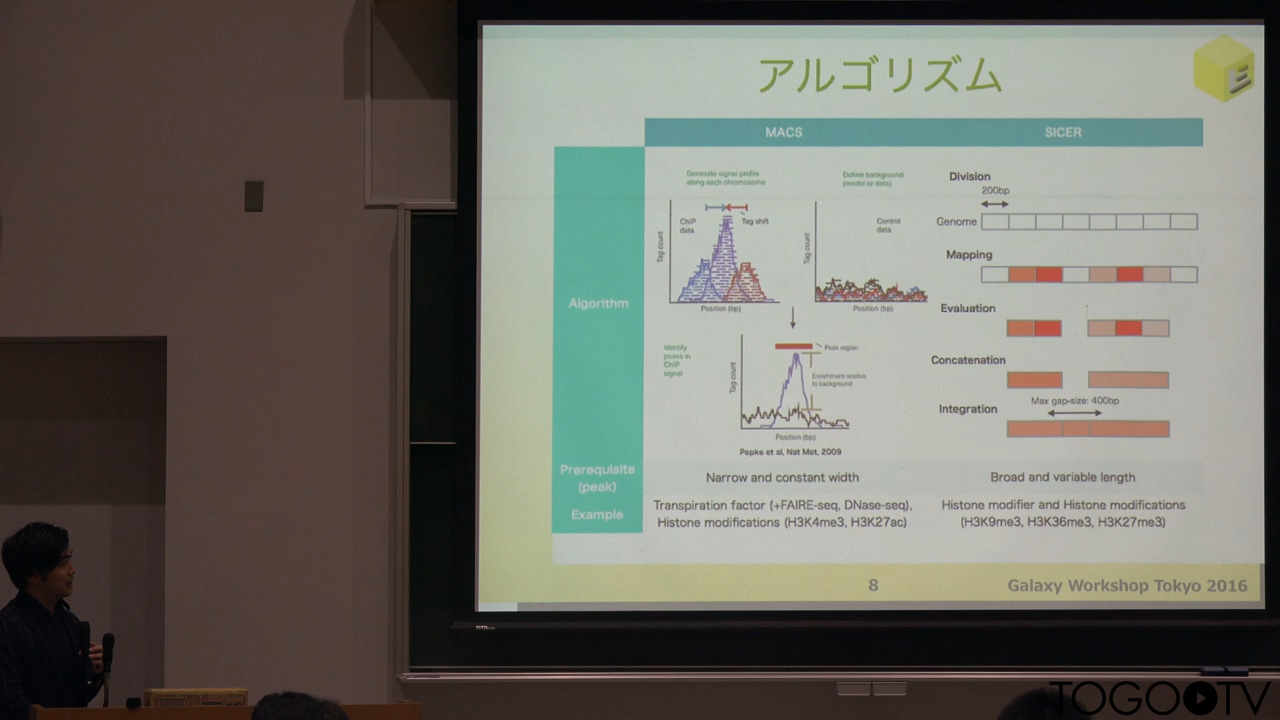 アルゴリズム
MACS
SICER
Algorithm
Generate signal profile
along each chromosome
Define background
(model or data)
ChIP
data
Tag shift
Tag count
Position (bp)
Control
data
Tag count
Position (bp)
Identify
peaks in
ChIP
signal
Peak region
Enrichment relative
to background
Tag count
Position (bp)
Pepke et al, Nat Met, 2009
Division
200bp
Genome
Mapping
Evaluation
Concatenation
Max gap-size: 400bp
Integration
Prerequisite
(peak)
Narrow and constant width
Broad and variable length
Example
Transpiration factor (+FAIRE-seq, DNase-seq),
Histone modifications (H3K4me3, H3K27ac)
Histone modifier and Histone modifications
(H3K9me3, H3K36me3, H3K27me3)
8
Galaxy Workshop Tokyo 2016
TOGOTV